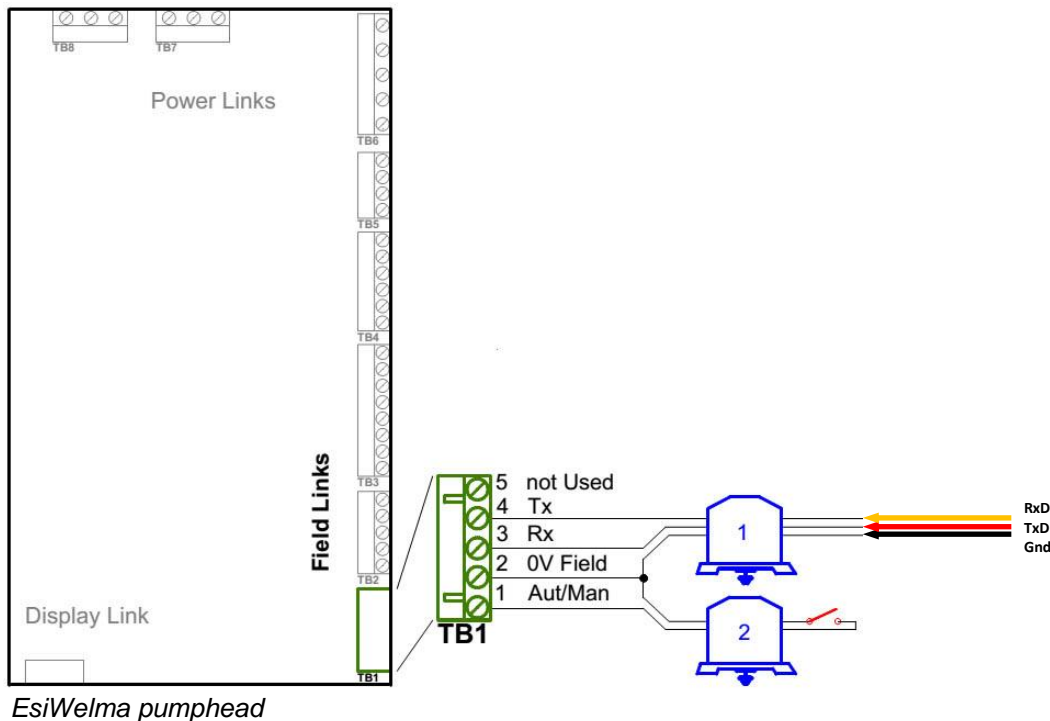 TB8
TB7
Power Links
TB6
TB5
TB4
TB3
TB2
TB1
Field Links
Display Link
5 not Used
4 Tx
3 Rx
2 0V Field
1 Aut/Man
TB1
1
2
RxD
TxD
Gnd
EsiWelma pumphead